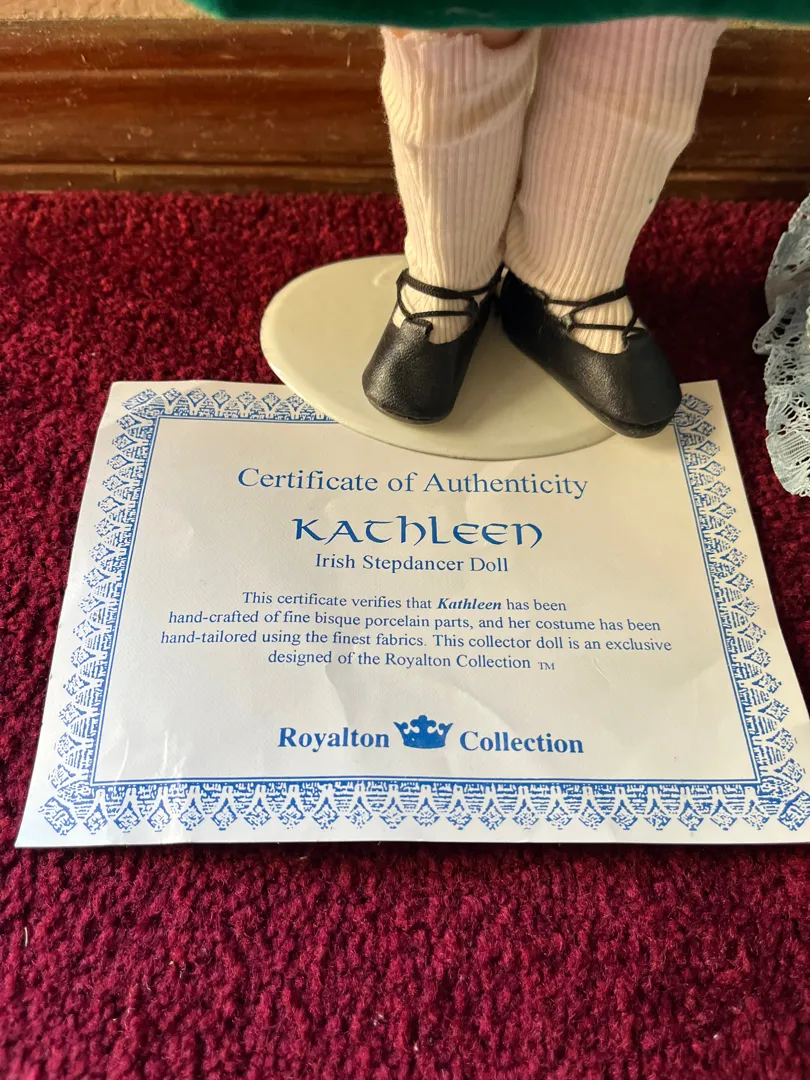 Certificate of Authenticity
KATHLEEN
Irish Stepdancer Doll
This certificate verifies that Kathleen has been
hand-crafted of fine bisque porcelain parts, and her costume has been
hand-tailored using the finest fabrics. This collector doll is an exclusive
designed of the Royalton Collection TM
Royalton Collection